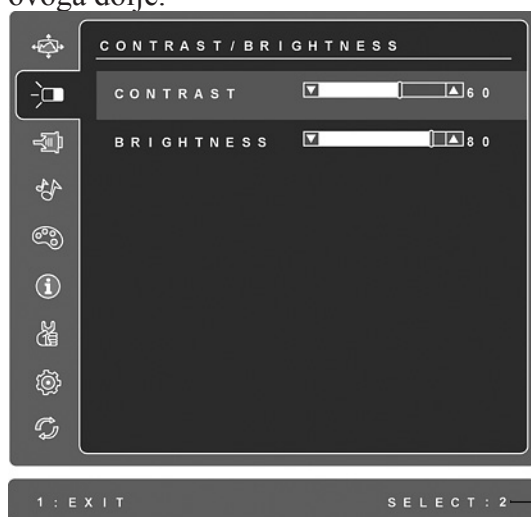 ovoga dolje.
CONTRAST/BRIGHTNESS
CONTRAST 60
BRIGHTNESS 80
1:EXIT SELECT:2